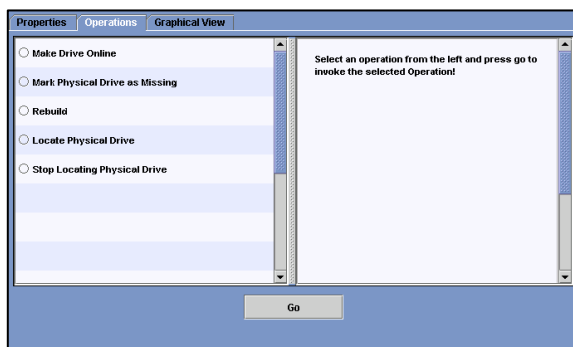 Properties Operations Graphical View
Make Drive Online
Mark Physical Drive as Missing
Rebuild
Locate Physical Drive
Stop Locating Physical Drive
Select an operation from the left and press go to
invoke the selected Operation!
Go